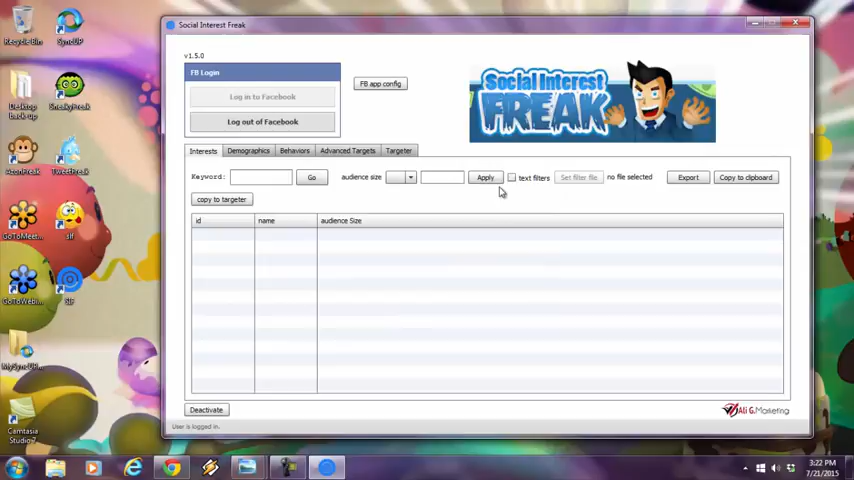 Social Interest Freak
v1.5.0
FB Login
Log in to Facebook
Log out of Facebook
FB app config
Social Interest
FREAK
Interests
Demographics
Behaviors
Advanced Targets
Targeter
Keyword:
Go
audience size
Apply
text filters
Set filter file
no file selected
Export
Copy to clipboard
copy to targeter
id
name
audience Size
Deactivate
Ali G.Marketing
User is logged in.
Recycle Bin
SyncUP
Desktop
Back-up
SneakyFreak
AzonFreak
TweetFreak
GoToMeet...
GoToWebi...
SIF
MySyncUP...
Camtasia
Studio 7
3:22 PM
7/21/2015